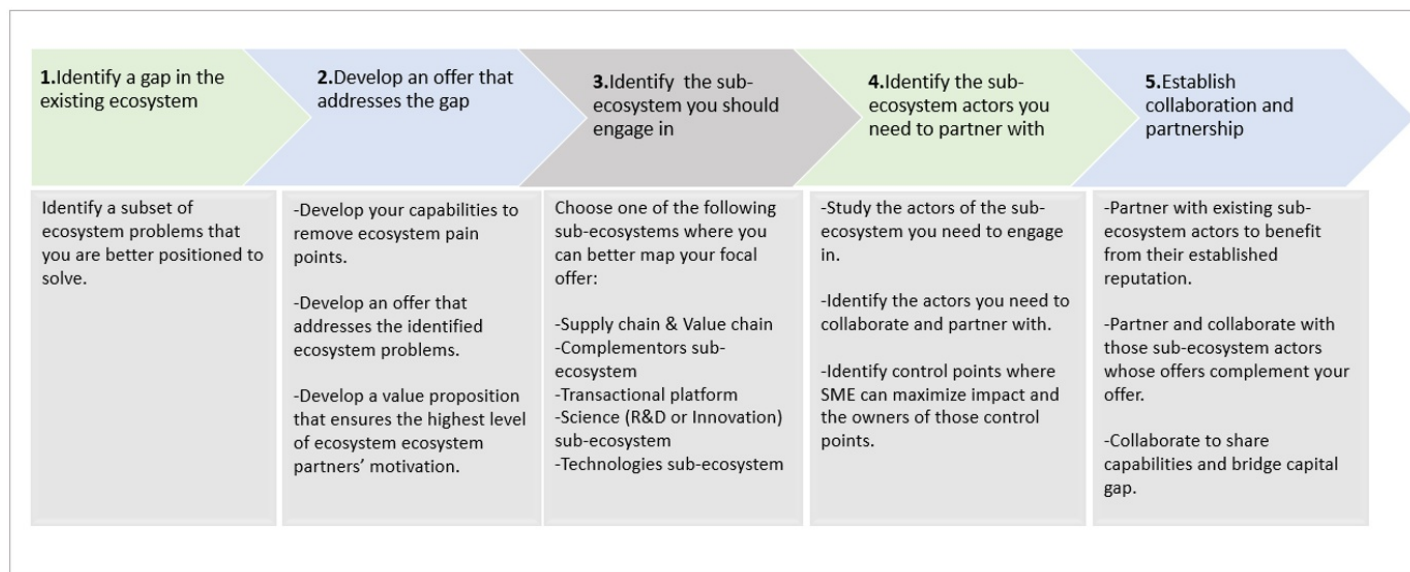 1.Identify a gap in the
existing ecosystem
2.Develop an offer that
addresses the gap
3.Identify the sub-
ecosystem you should
engage in
4.Identify the sub-
ecosystem actors you
need to partner with
5.Establish
collaboration and
partnership
Identify a subset of
ecosystem problems that
you are better positioned to
solve.
-Develop your capabilities to
remove ecosystem pain
points.
-Develop an offer that
addresses the identified
ecosystem problems.
-Develop a value proposition
that ensures the highest level
of ecosystem ecosystem
partners’ motivation.
Choose one of the following
sub-ecosystems where you
can better map your focal
offer:
-Supply chain & Value chain
-Complementors sub-
ecosystem
-Transactional platform
-Science (R&D or Innovation)
sub-ecosystem
-Technologies sub-ecosystem
-Study the actors of the sub-
ecosystem you need to engage
in.
-Identify the actors you need to
collaborate and partner with.
-Identify control points where
SME can maximize impact and
the owners of those control
points.
-Partner with existing sub-
ecosystem actors to benefit
from their established
reputation.
-Partner and collaborate with
those sub-ecosystem actors
whose offers complement your
offer.
-Collaborate to share
capabilities and bridge capital
gap.